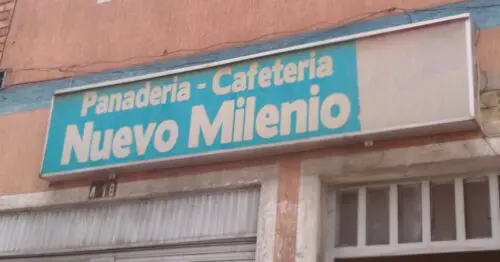 Panaderia - Cafeteria
Nuevo Milenio